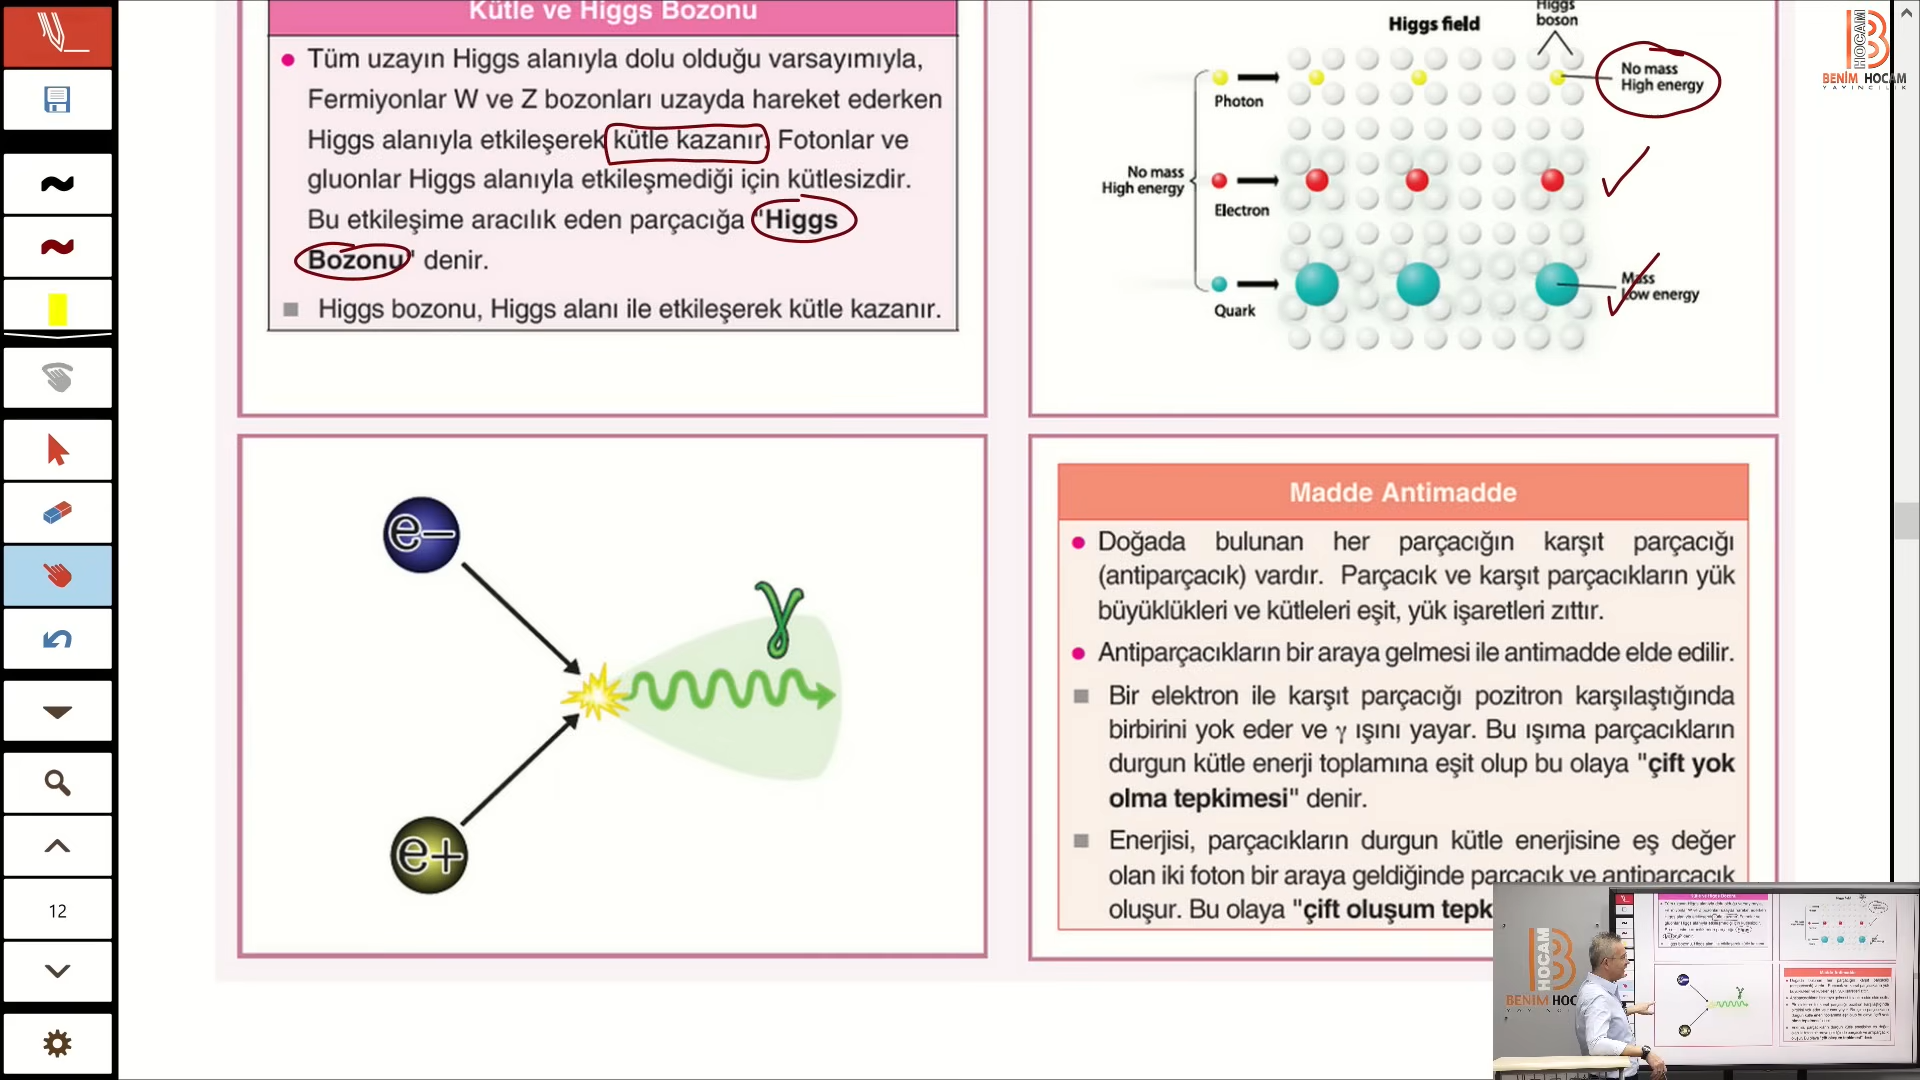 Kütle ve Higgs Bozonu
Tüm uzayın Higgs alanıyla dolu olduğu varsayımıyla,
Fermiyonlar W ve Z bozonları uzayda hareket ederken
Higgs alanıyla etkileşerek kütle kazanır. Fotonlar ve
gluonlar Higgs alanıyla etkileşmediği için kütlesizdir.
Bu etkileşime aracılık eden parçacığa "Higgs
Bozonu" denir.
Higgs bozonu, Higgs alanı ile etkileşerek kütle kazanır.
Higgs field
Higgs
boson
No mass
High energy
Photon
No mass
High energy
Electron
Mass
Low energy
Quark
B HOCAM
BENİM HOCAM
YAYINCILIK
e–
e+
γ
Madde Antimadde
Doğada bulunan her parçacığın karşıt parçacığı
(antiparçacık) vardır. Parçacık ve karşıt parçacıkların yük
büyüklükleri ve kütleleri eşit, yük işaretleri zıttır.
Antiparçacıkların bir araya gelmesi ile antimadde elde edilir.
Bir elektron ile karşıt parçacığı pozitron karşılaştığında
birbirini yok eder ve γ ışını yayar. Bu ışıma parçacıkların
durgun kütle enerji toplamına eşit olup bu olaya "çift yok
olma tepkimesi" denir.
Enerjisi, parçacıkların durgun kütle enerjisine eş değer
olan iki foton bir araya geldiğinde parçacık ve antiparçacık
oluşur. Bu olaya "çift oluşum tepk
12
B HOCAM
BENIM HOC
Madde Antimadde